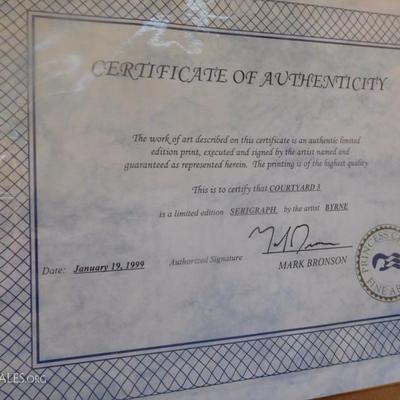 CERTIFICATE OF AUTHENTICITY
The work of art described on this certificate is an authentic limited
edition print, executed and signed by the artist named and
guaranteed as represented herein. The printing is of the highest quality.
This is to certify that COURTYARD 3
is a limited edition SERIGRAPH by the artist BYRNE
Date: January 19, 1999
Authorized Signature
MARK BRONSON
PRINCESS
FINE AR
ALES.ORG